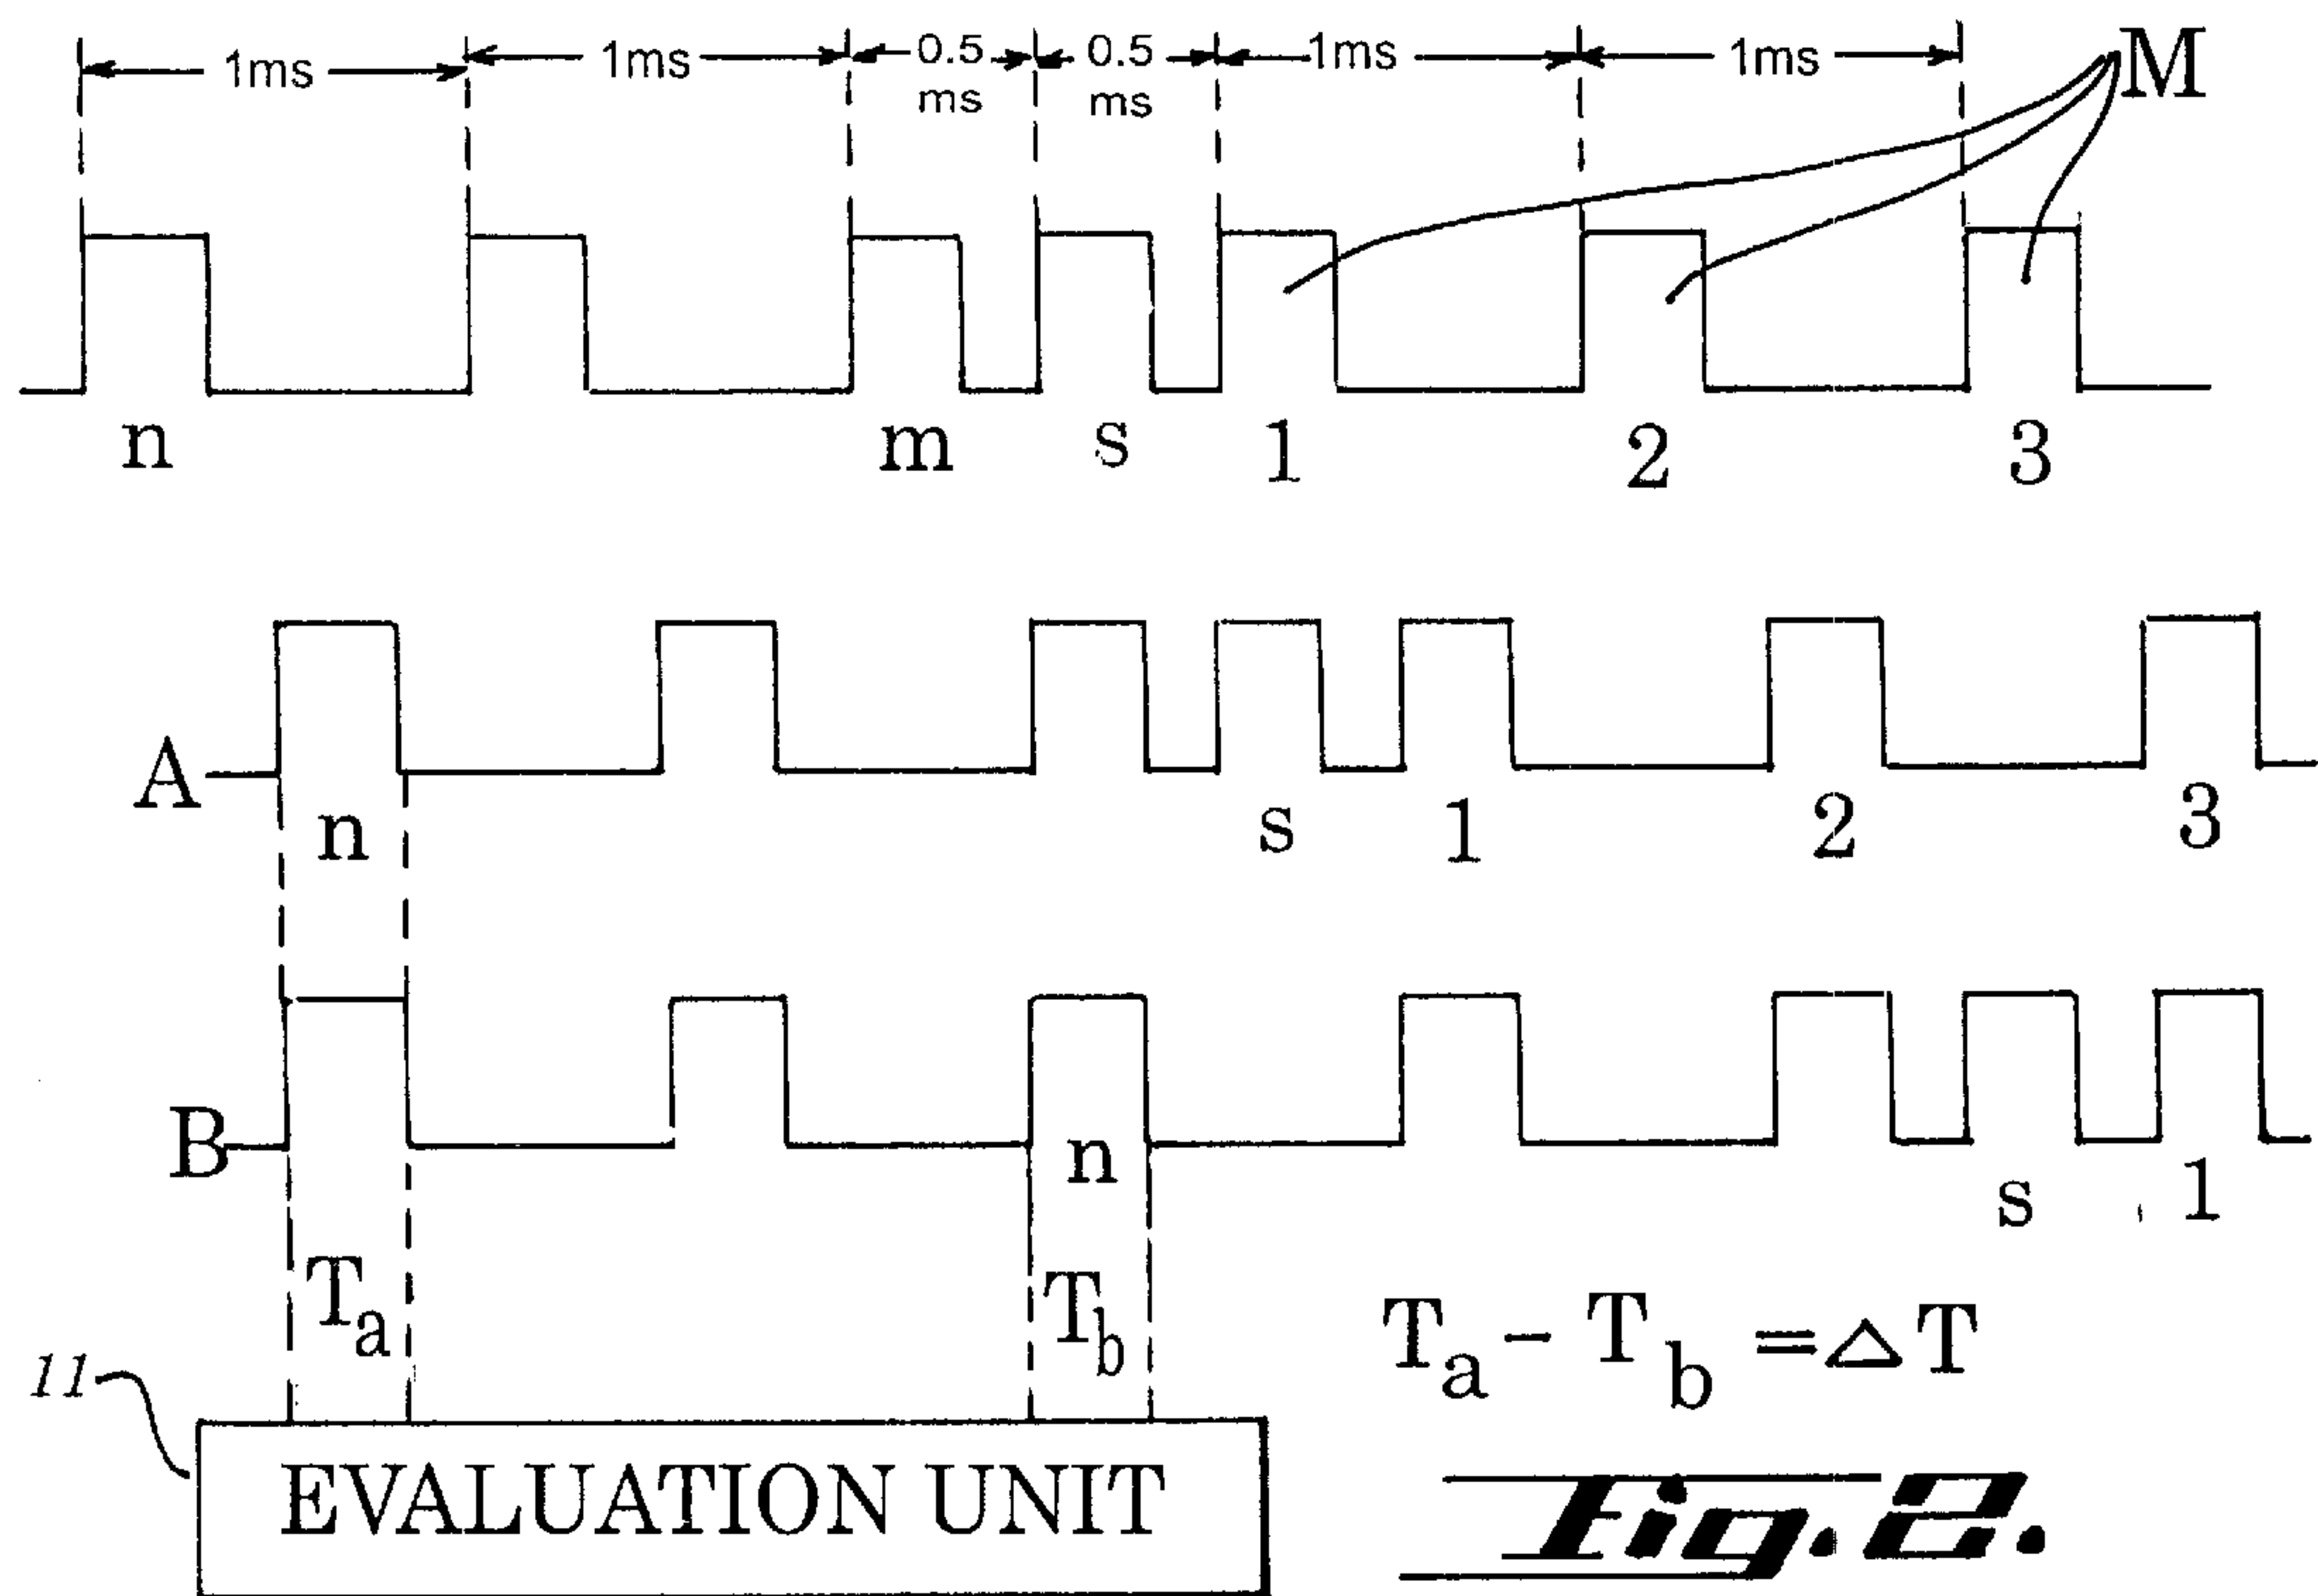 1ms 1ms 0.5 ms 0.5 ms 1ms 1ms M
n m s 1 2 3
A n s 1 2 3
B n s 1
Ta Tb Ta - Tb = △T
11
EVALUATION UNIT
Fig. 2.